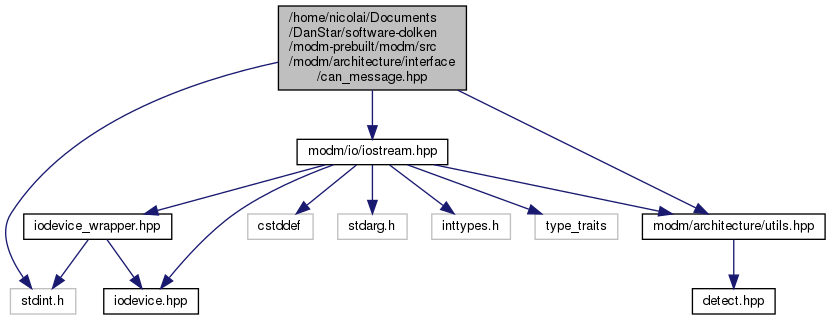 /home/nicolai/Documents
/DanStar/software-dolken
/modm-prebuilt/modm/src
/modm/architecture/interface
/can_message.hpp
modm/io/iostream.hpp
iodevice_wrapper.hpp
cstddef
stdarg.h
inttypes.h
type_traits
modm/architecture/utils.hpp
stdint.h
iodevice.hpp
detect.hpp